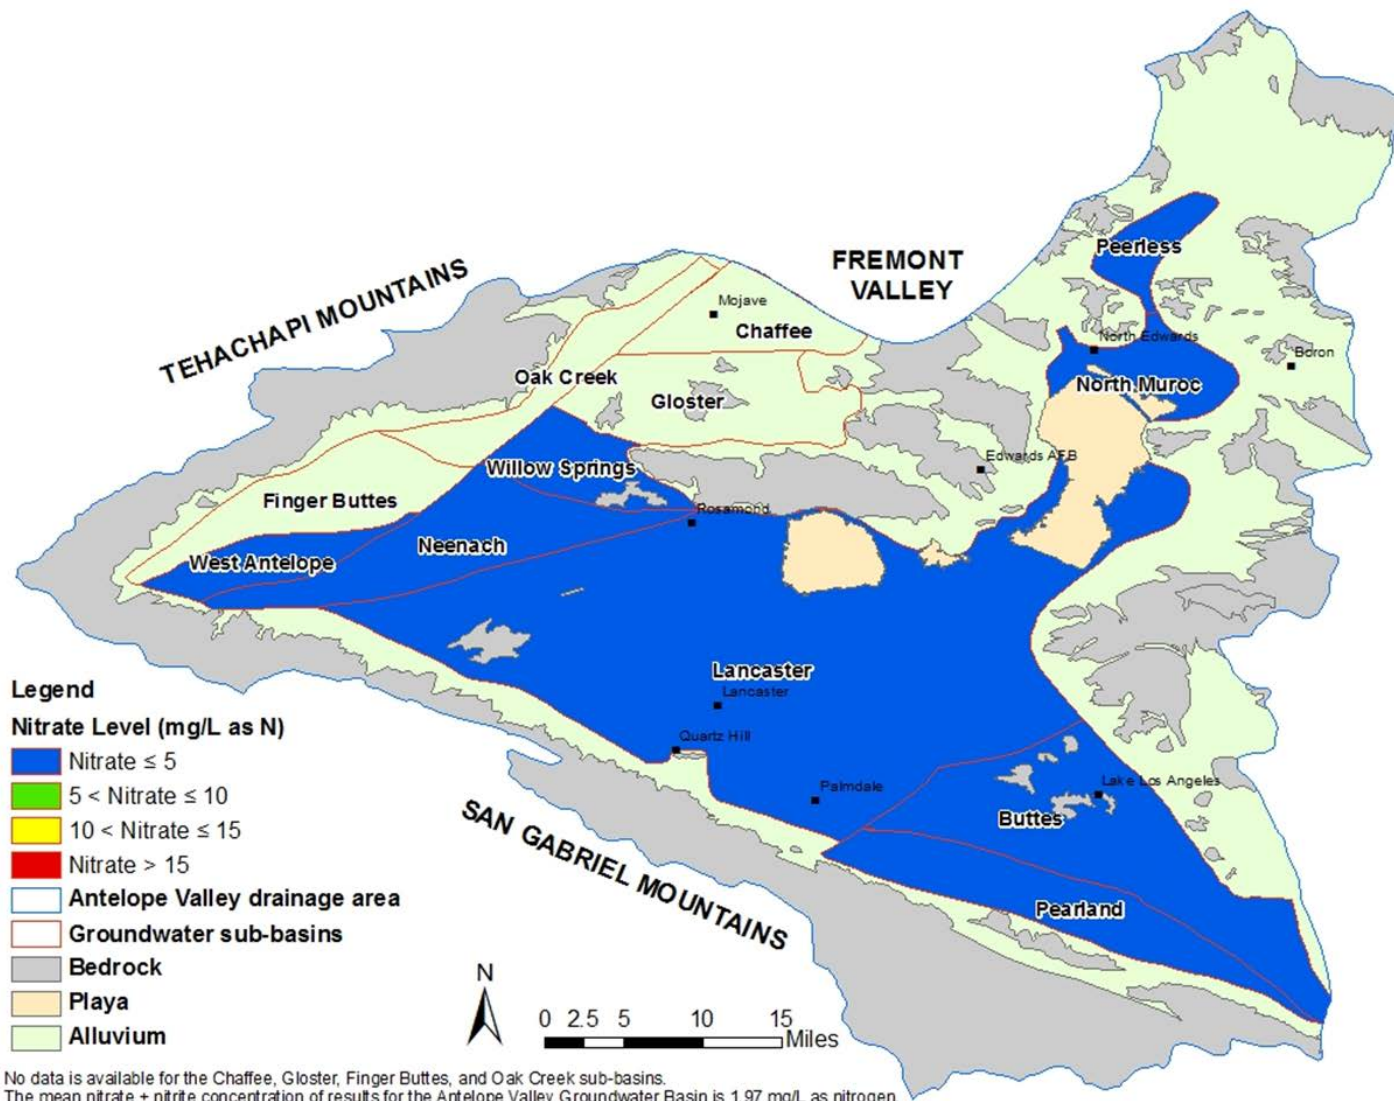 TEHACHAPI MOUNTAINS
FREMONT
VALLEY
Peerless
Mojave
Chaffee
North Edwards
Boron
Oak Creek
North Muroc
Gloster
Edwards AFB
Willow Springs
Finger Buttes
Rosamond
Neenach
West Antelope
Lancaster
Lancaster
Quartz Hill
Palmdale
Lake Los Angeles
Buttes
Pearland
SAN GABRIEL MOUNTAINS
Legend
Nitrate Level (mg/L as N)
Nitrate ≤ 5
5 < Nitrate ≤ 10
10 < Nitrate ≤ 15
Nitrate > 15
Antelope Valley drainage area
Groundwater sub-basins
Bedrock
Playa
Alluvium
N
0 2.5 5 10 15
Miles
No data is available for the Chaffee, Gloster, Finger Buttes, and Oak Creek sub-basins.
The mean nitrate + nitrite concentration of results for the Antelope Valley Groundwater Basin is 1.97 mg/L as nitrogen